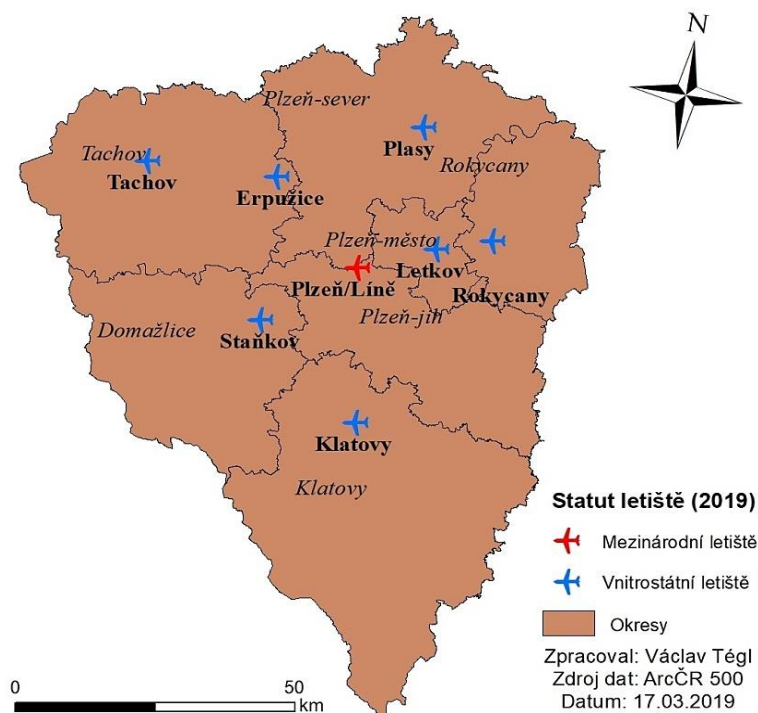 N
Plzeň-sever
Tachov
Plasy
Rokycany
Tachov
Erpužice
Plzeň-město
Letkov
Plzeň/Líně
Rokycany
Plzeň-jih
Domažlice
Staňkov
Klatovy
Klatovy
Statut letiště (2019)
Mezinárodní letiště
Vnitrostátní letiště
Okresy
Zpracoval: Václav Tégl
Zdroj dat: ArcČR 500
Datum: 17.03.2019
0 50
km